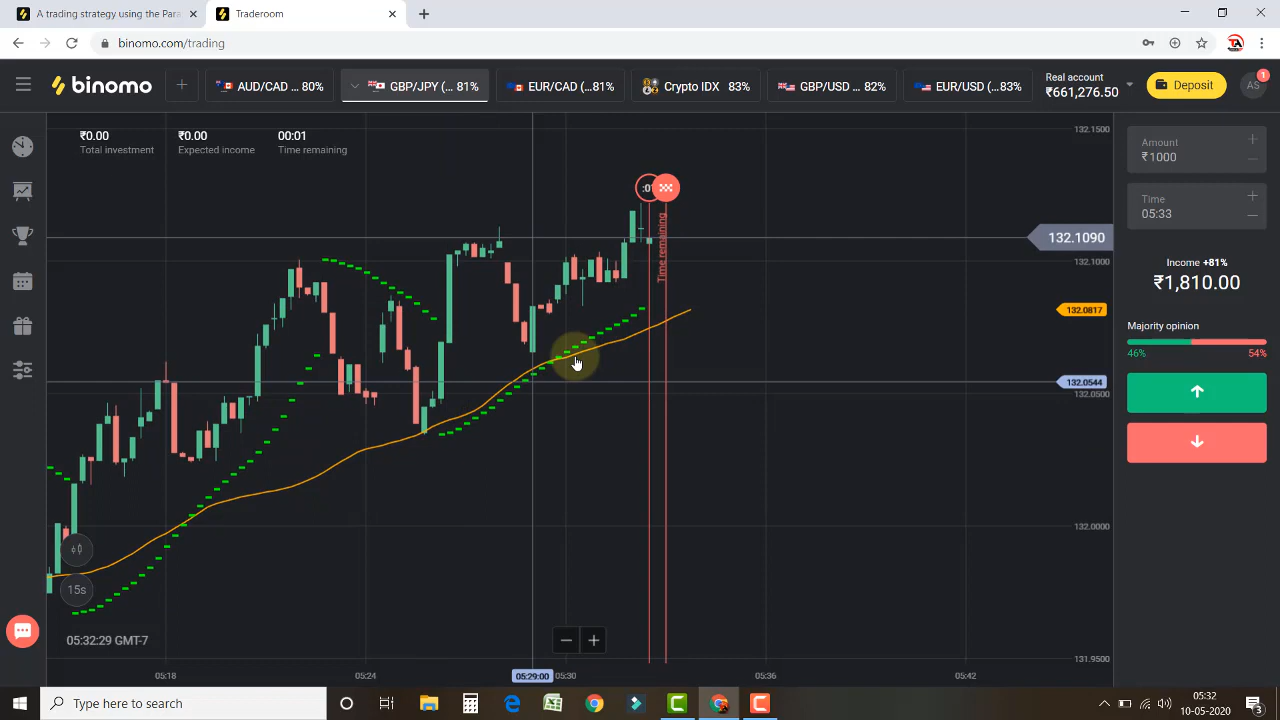 A trading strategy using the Para
Traderoom
binomo.com/trading
binomo
AUD/CAD ... 80%
GBP/JPY (... 81%
EUR/CAD (...81%
Crypto IDX 83%
GBP/USD ... 82%
EUR/USD (...83%
Real account
₹661,276.50
Deposit
AS
1
₹0.00
Total investment
₹0.00
Expected income
00:01
Time remaining
132.1500
132.1090
132.1000
132.0817
132.0544
132.0500
132.0000
131.9500
Time remaining
Amount
₹1000
Time
05:33
Income +81%
₹1,810.00
Majority opinion
46%
54%
15s
05:32:29 GMT-7
05:18
05:24
05:29:00
05:30
05:36
05:42
Type here to search
05:32
10-05-2020
3